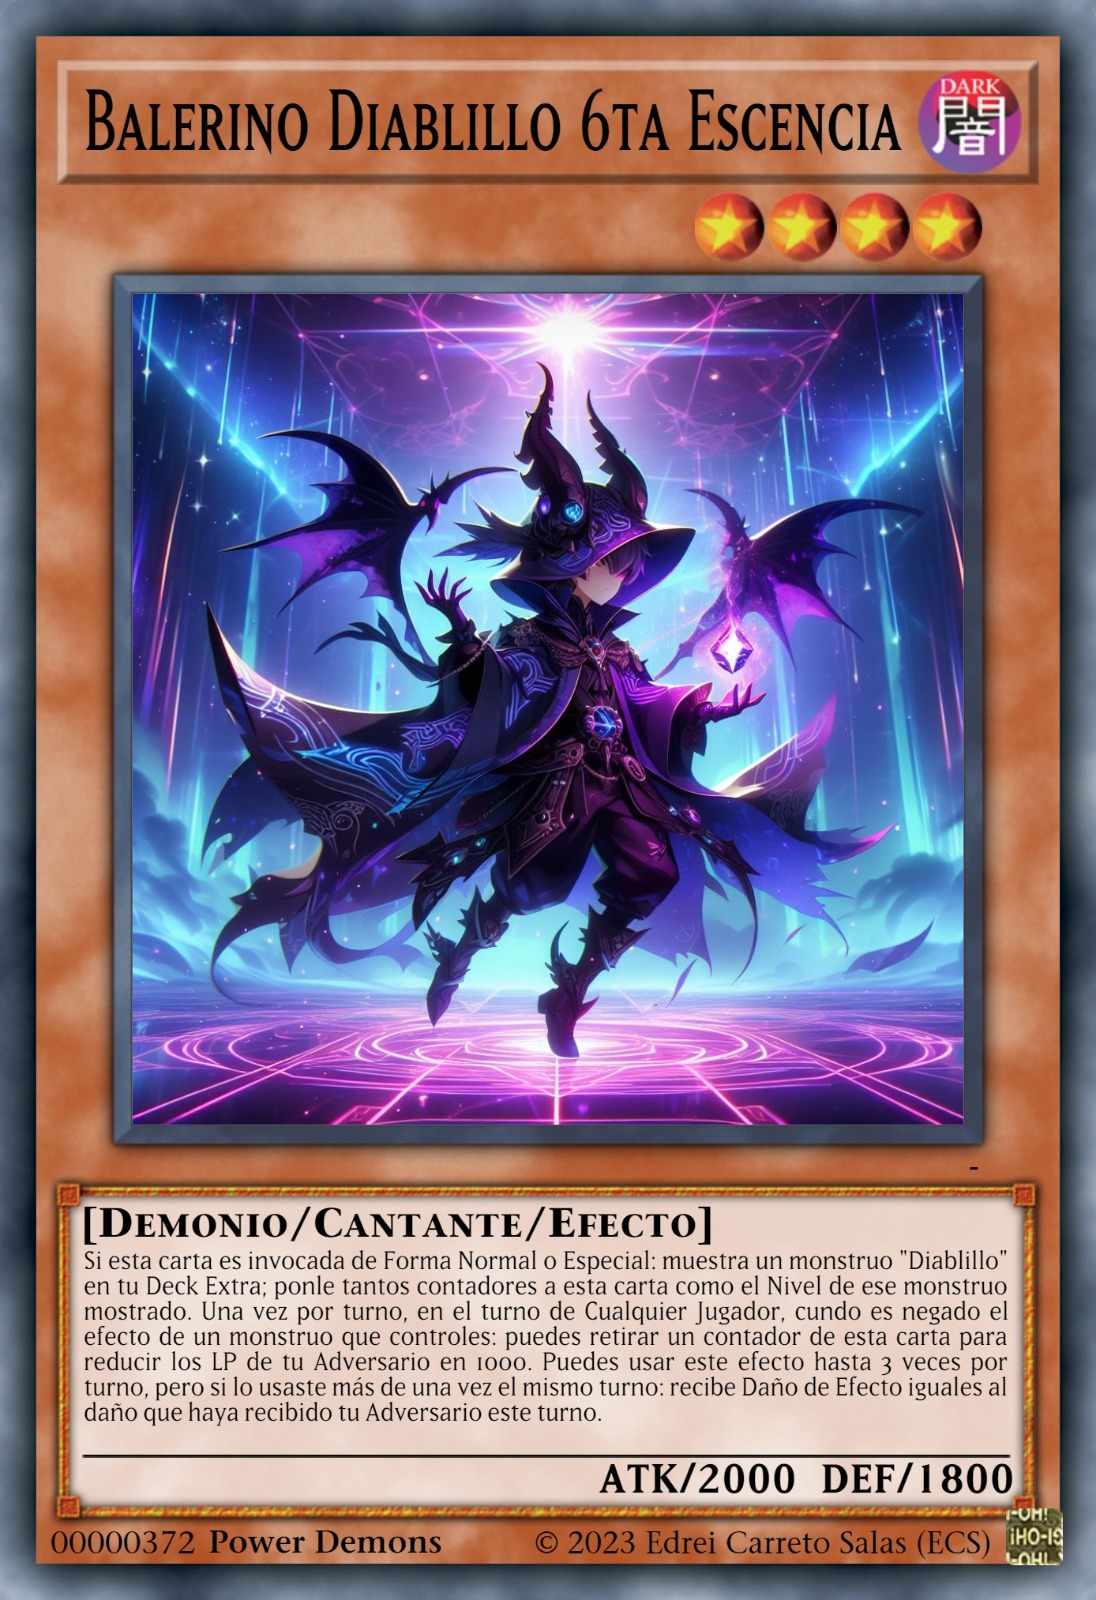 Balerino Diablillo 6ta Escencia
DARK
闇
-
[Demonio/Cantante/Efecto]
Si esta carta es invocada de Forma Normal o Especial: muestra un monstruo "Diablillo"
en tu Deck Extra; ponle tantos contadores a esta carta como el Nivel de ese monstruo
mostrado. Una vez por turno, en el turno de Cualquier Jugador, cundo es negado el
efecto de un monstruo que controles: puedes retirar un contador de esta carta para
reducir los LP de tu Adversario en 1000. Puedes usar este efecto hasta 3 veces por
turno, pero si lo usaste más de una vez el mismo turno: recibe Daño de Efecto iguales al
daño que haya recibido tu Adversario este turno.
ATK/2000 DEF/1800
00000372 Power Demons
© 2023 Edrei Carreto Salas (ECS)